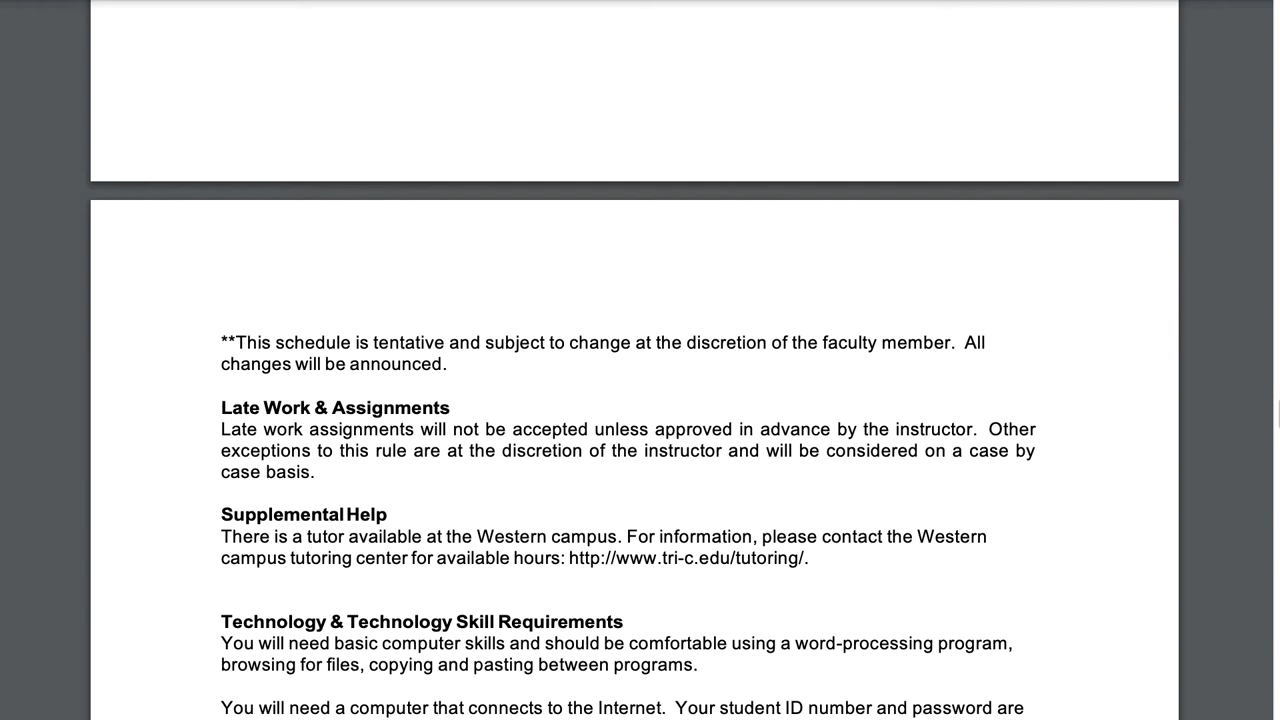 **This schedule is tentative and subject to change at the discretion of the faculty member.  All
changes will be announced.
Late Work & Assignments
Late work assignments will not be accepted unless approved in advance by the instructor.  Other
exceptions to this rule are at the discretion of the instructor and will be considered on a case by
case basis.
Supplemental Help
There is a tutor available at the Western campus. For information, please contact the Western
campus tutoring center for available hours: http://www.tri-c.edu/tutoring/.
Technology & Technology Skill Requirements
You will need basic computer skills and should be comfortable using a word-processing program,
browsing for files, copying and pasting between programs.
You will need a computer that connects to the Internet.  Your student ID number and password are